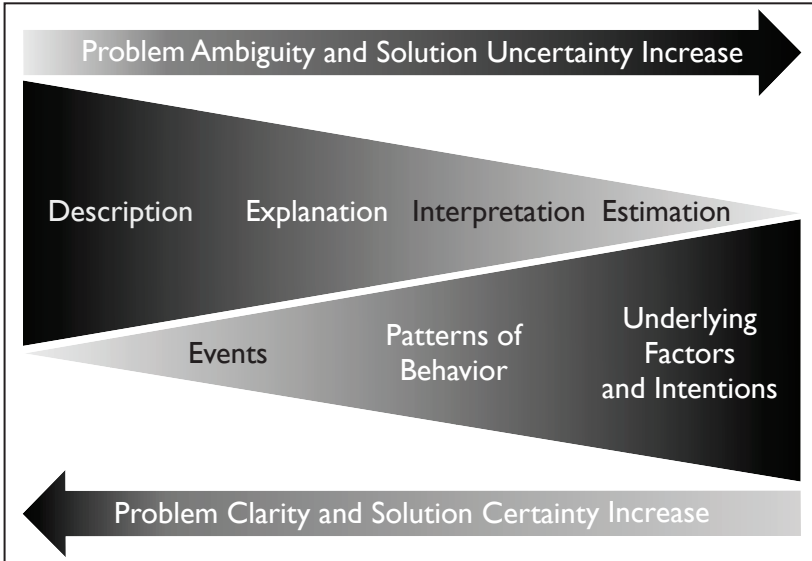 Problem Ambiguity and Solution Uncertainty Increase
Description Explanation Interpretation Estimation
Events
Patterns of
Behavior
Underlying
Factors
and Intentions
Problem Clarity and Solution Certainty Increase